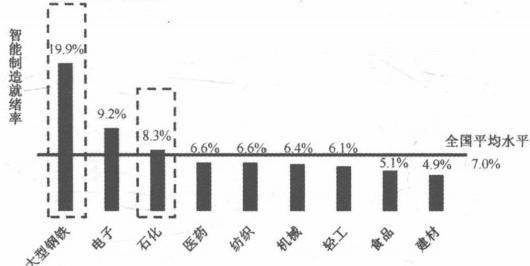 智能制造就绪率
19.9%
9.2%
8.3%
6.6%
6.6%
6.4%
6.1%
5.1%
4.9%
全国平均水平
7.0%
大型钢铁
电子
石化
医药
纺织
机械
轻工
食品
建材